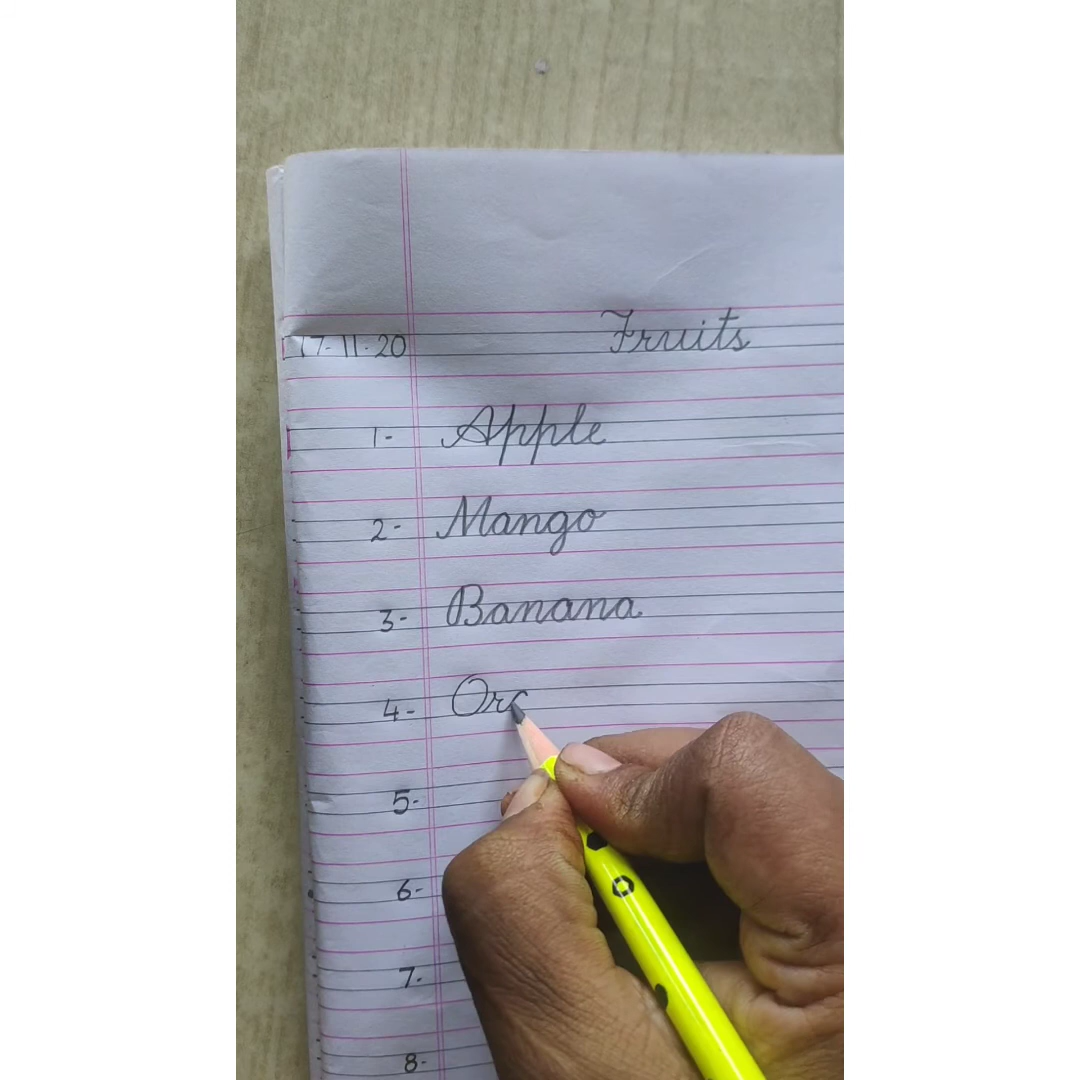 Fruits
17-11-20
1- Apple
2- Mango
3- Banana
4- Or
5-
6-
7-
8-